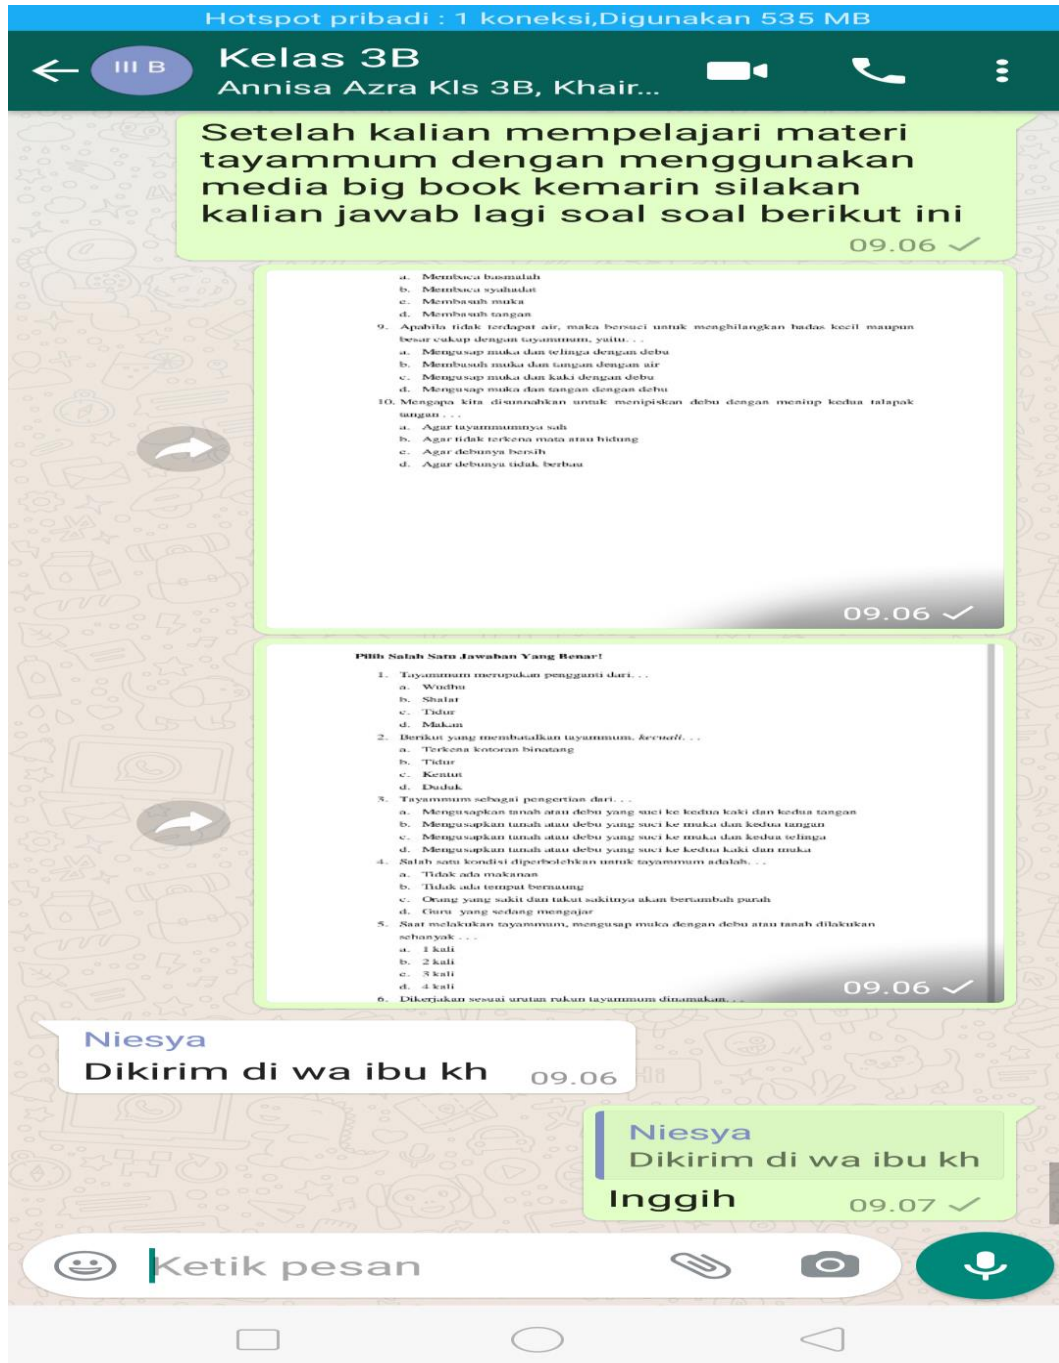 Hotspot pribadi : 1 koneksi,Digunakan 535 MB
III B
Kelas 3B
Annisa Azra Kls 3B, Khair...
Setelah kalian mempelajari materi
tayammum dengan menggunakan
media big book kemarin silakan
kalian jawab lagi soal soal berikut ini
09.06
a. Membaca basmalah
b. Membaca syahadat
c. Membasuh muka
d. Membasuh tangan
9. Apabila tidak terdapat air, maka bersuci untuk menghilangkan hadas kecil maupun
besar cukup dengan tayammum, yaitu. . .
a. Mengusap muka dan telinga dengan debu
b. Membasuh muka dan tangan dengan air
c. Mengusap muka dan kaki dengan debu
d. Mengusap muka dan tangan dengan debu
10. Mengapa kita disunnahkan untuk menipiskan debu dengan meniup kedua talapak
tangan . . .
a. Agar tayammumnya sah
b. Agar tidak terkena mata atau hidung
c. Agar debunya bersih
d. Agar debunya tidak berbau
09.06
Pilih Salah Satu Jawaban Yang Benar!
1. Tayammum merupakan pengganti dari. . .
a. Wudhu
b. Shalat
c. Tidur
d. Makan
2. Berikut yang membatalkan tayammum, kecuali. . .
a. Terkena kotoran binatang
b. Tidur
c. Kentut
d. Duduk
3. Tayammum sebagai pengertian dari. . .
a. Mengusapkan tanah atau debu yang suci ke kedua kaki dan kedua tangan
b. Mengusapkan tanah atau debu yang suci ke muka dan kedua tangan
c. Mengusapkan tanah atau debu yang suci ke muka dan kedua telinga
d. Mengusapkan tanah atau debu yang suci ke kedua kaki dan muka
4. Salah satu kondisi diperbolehkan untuk tayammum adalah. . .
a. Tidak ada makanan
b. Tidak ada tempat bernaung
c. Orang yang sakit dan takut sakitnya akan bertambah parah
d. Guru yang sedang mengajar
5. Saat melakukan tayammum, mengusap muka dengan debu atau tanah dilakukan
sebanyak . . .
a. 1 kali
b. 2 kali
c. 3 kali
d. 4 kali
6. Dikerjakan sesuai urutan rukun tayammum dinamakan. . .
09.06
Niesya
Dikirim di wa ibu kh
09.06
Niesya
Dikirim di wa ibu kh
Inggih
09.07
Ketik pesan